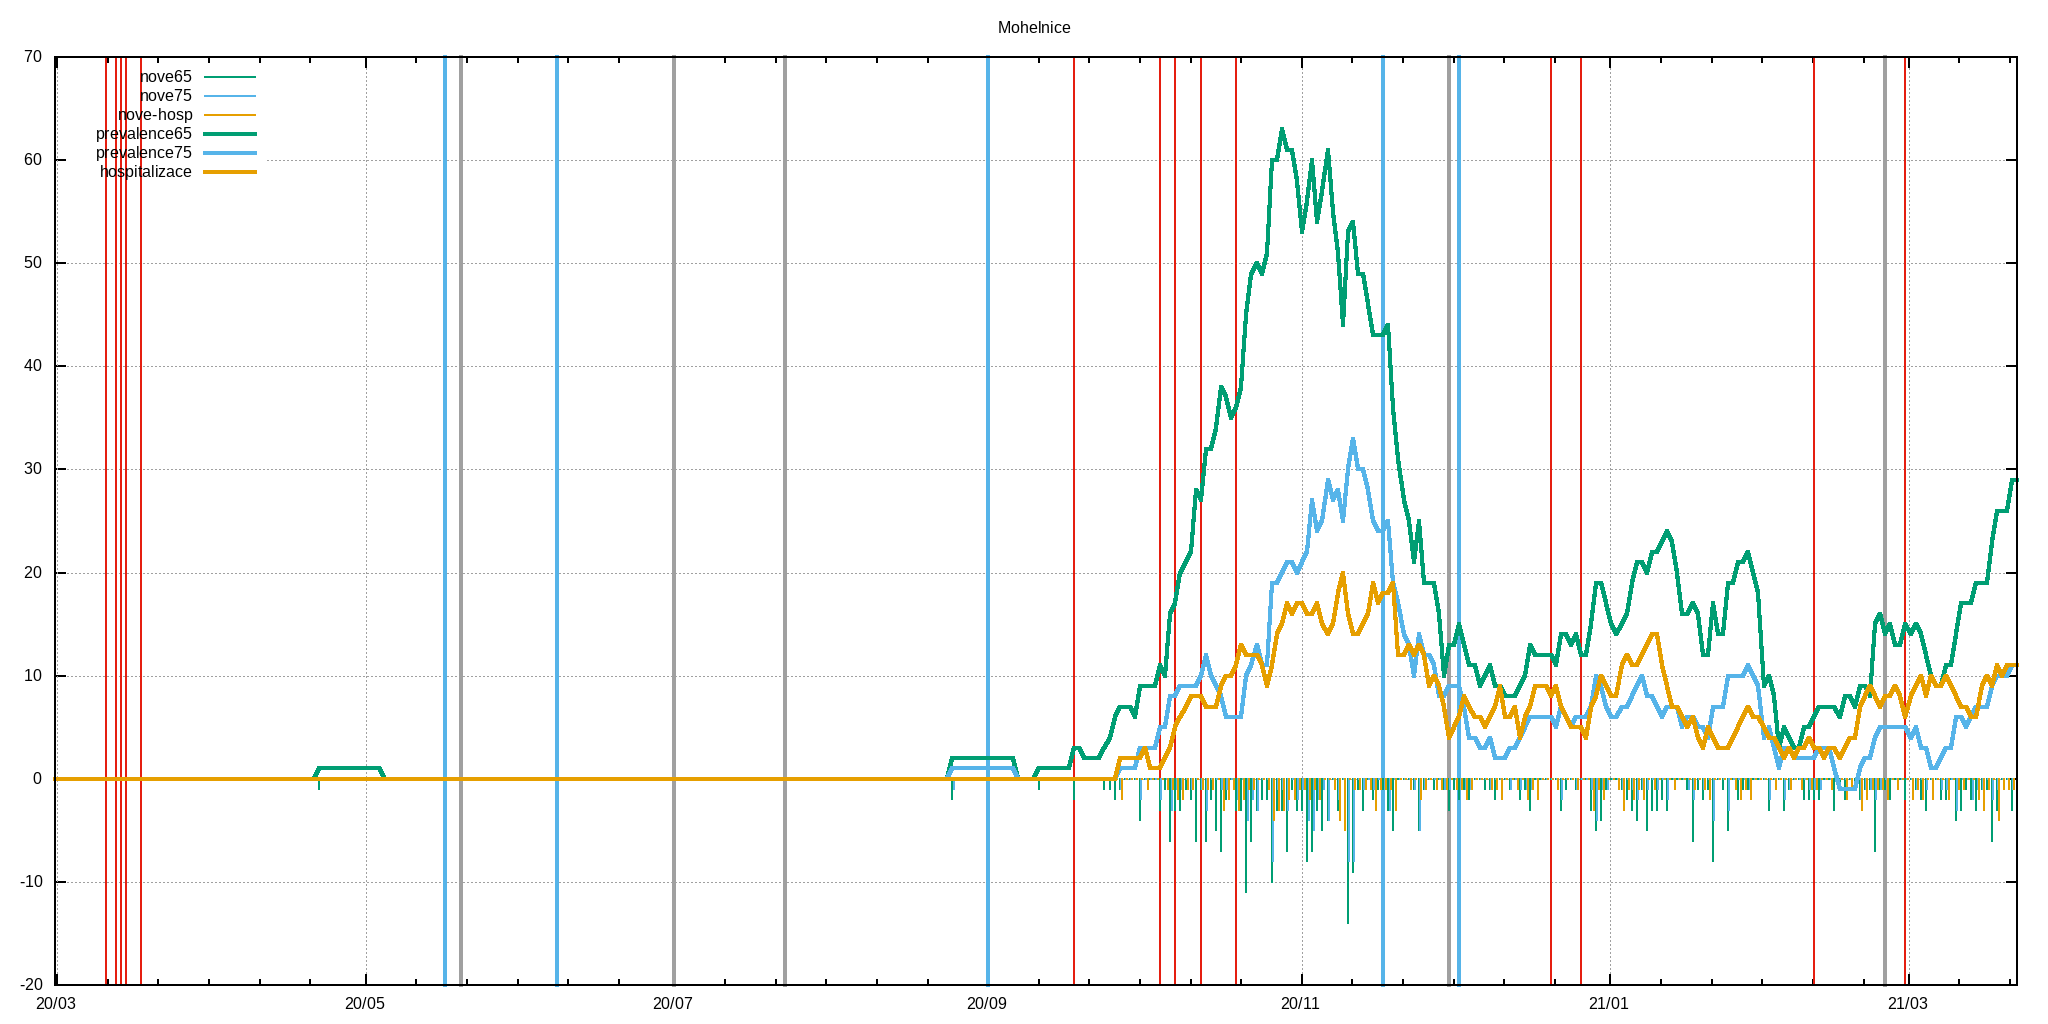 Mohelnice
70
60
50
40
30
20
10
0
-10
-20
nove65
nove75
nove-hosp
prevalence65
prevalence75
hospitalizace
20/03 20/05 20/07 20/09 20/11 21/01 21/03